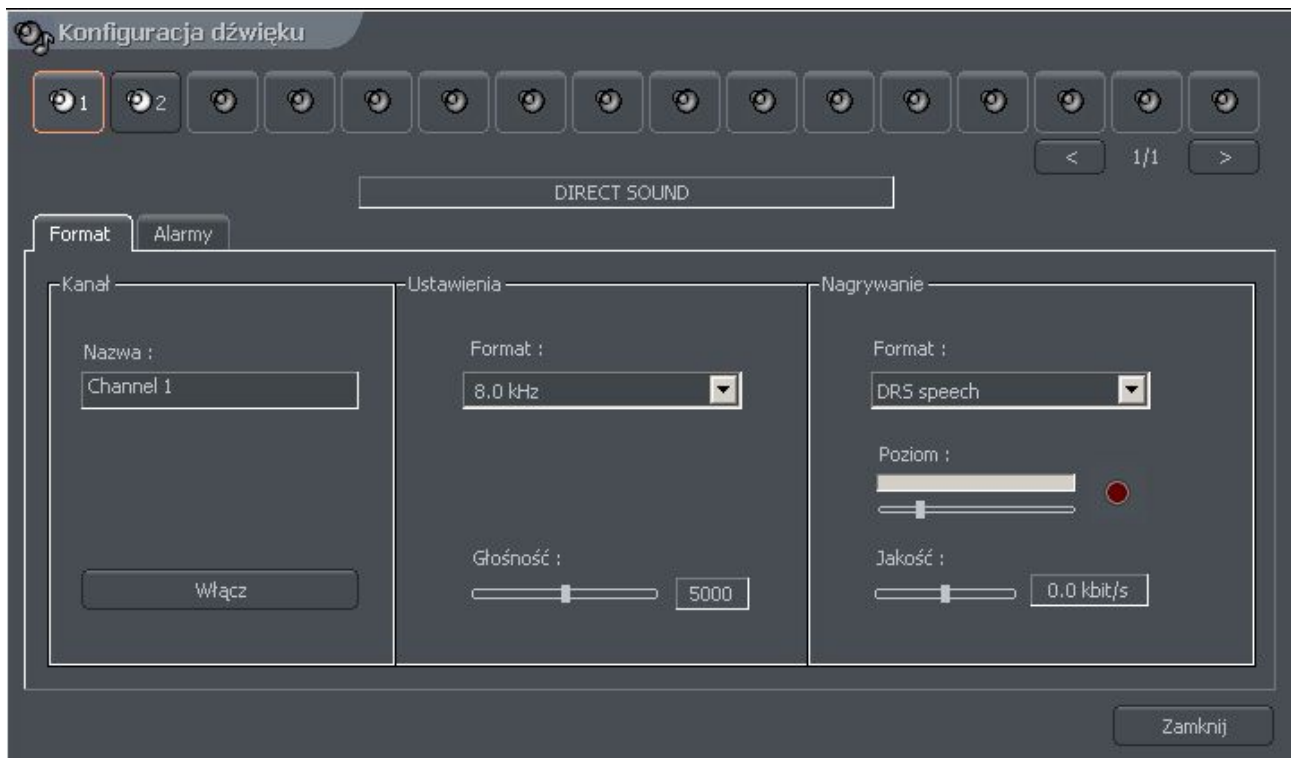 Konfiguracja dźwięku
1 2
< 1/1 >
DIRECT SOUND
Format Alarmy
Kanał Ustawienia Nagrywanie
Nazwa : Format : Format :
Channel 1 8.0 kHz DRS speech
Poziom :
Głośność : Jakość :
Włącz 5000 0.0 kbit/s
Zamknij